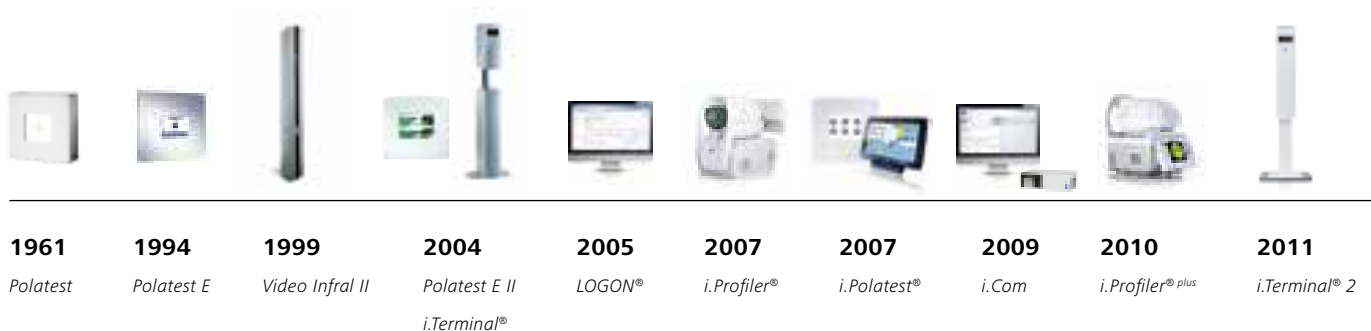 1961 1994 1999 2004 2005 2007 2007 2009 2010 2011
Polatest Polatest E Video Infral II Polatest E II LOGON® i.Profiler® i.Polatest® i.Com i.Profiler® plus i.Terminal® 2
i.Terminal®